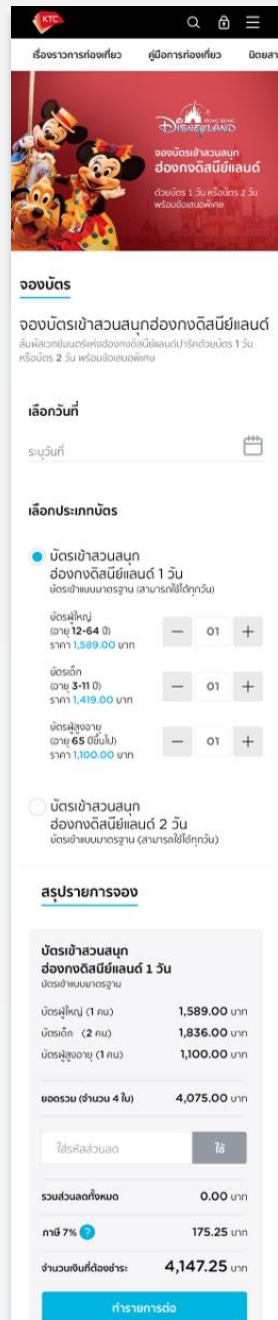 KTC
เรื่องราวการท่องเที่ยว คู่มือการท่องเที่ยว นิตยสา
HONG KONG
Disneyland
จองบัตรเข้าสวนสนุก
ฮ่องกงดิสนีย์แลนด์
ด้วยบัตร 1 วัน หรือบัตร 2 วัน
พร้อมข้อเสนอพิเศษ
จองบัตร
จองบัตรเข้าสวนสนุกฮ่องกงดิสนีย์แลนด์
สัมผัสเวทย์มนตร์แห่งฮ่องกงดิสนีย์แลนด์ปาร์คด้วยบัตร 1 วัน
หรือบัตร 2 วัน พร้อมข้อเสนอพิเศษ
เลือกวันที่
ระบุวันที่
เลือกประเภทบัตร
บัตรเข้าสวนสนุก
ฮ่องกงดิสนีย์แลนด์ 1 วัน
บัตรเข้าแบบมาตรฐาน (สามารถใช้ได้ทุกวัน)
บัตรผู้ใหญ่
(อายุ 12-64 ปี)
ราคา 1,589.00 บาท
— 01 +
บัตรเด็ก
(อายุ 3-11 ปี)
ราคา 1,419.00 บาท
— 01 +
บัตรผู้สูงอายุ
(อายุ 65 ปีขึ้นไป)
ราคา 1,100.00 บาท
— 01 +
บัตรเข้าสวนสนุก
ฮ่องกงดิสนีย์แลนด์ 2 วัน
บัตรเข้าแบบมาตรฐาน (สามารถใช้ได้ทุกวัน)
สรุปรายการจอง
บัตรเข้าสวนสนุก
ฮ่องกงดิสนีย์แลนด์ 1 วัน
บัตรเข้าแบบมาตรฐาน
บัตรผู้ใหญ่ (1 คน) 1,589.00 บาท
บัตรเด็ก (2 คน) 1,836.00 บาท
บัตรผู้สูงอายุ (1 คน) 1,100.00 บาท
ยอดรวม (จำนวน 4 ใบ) 4,075.00 บาท
ใส่รหัสส่วนลด ใช้
รวมส่วนลดทั้งหมด 0.00 บาท
ภาษี 7% ? 175.25 บาท
จำนวนเงินที่ต้องชำระ 4,147.25 บาท
ทำรายการต่อ